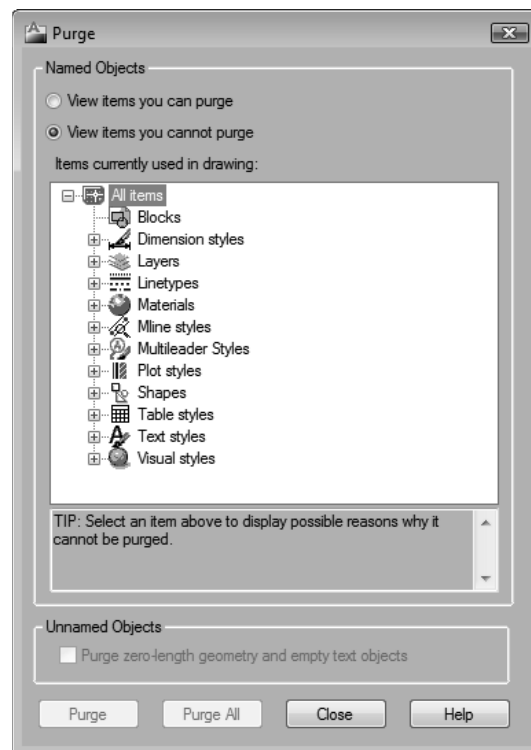 Purge
Named Objects
View items you can purge
View items you cannot purge
Items currently used in drawing:
All items
Blocks
Dimension styles
Layers
Linetypes
Materials
Mline styles
Multileader Styles
Plot styles
Shapes
Table styles
Text styles
Visual styles
TIP: Select an item above to display possible reasons why it
cannot be purged.
Unnamed Objects
Purge zero-length geometry and empty text objects
Purge Purge All Close Help